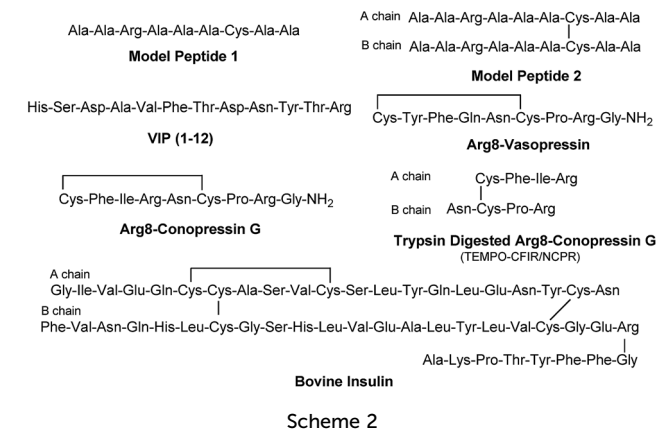 Ala-Ala-Arg-Ala-Ala-Ala-Cys-Ala-Ala
Model Peptide 1
A chain Ala-Ala-Arg-Ala-Ala-Ala-Cys-Ala-Ala
B chain Ala-Ala-Arg-Ala-Ala-Ala-Cys-Ala-Ala
Model Peptide 2
His-Ser-Asp-Ala-Val-Phe-Thr-Asp-Asn-Tyr-Thr-Arg
VIP (1-12)
Cys-Tyr-Phe-Gln-Asn-Cys-Pro-Arg-Gly-NH2
Arg8-Vasopressin
Cys-Phe-Ile-Arg-Asn-Cys-Pro-Arg-Gly-NH2
Arg8-Conopressin G
A chain Cys-Phe-Ile-Arg
B chain Asn-Cys-Pro-Arg
Trypsin Digested Arg8-Conopressin G
(TEMPO-CFIR/NCPR)
A chain
Gly-Ile-Val-Glu-Gln-Cys-Cys-Ala-Ser-Val-Cys-Ser-Leu-Tyr-Gln-Leu-Glu-Asn-Tyr-Cys-Asn
B chain
Phe-Val-Asn-Gln-His-Leu-Cys-Gly-Ser-His-Leu-Val-Glu-Ala-Leu-Tyr-Leu-Val-Cys-Gly-Glu-Arg
Ala-Lys-Pro-Thr-Tyr-Phe-Phe-Gly
Bovine Insulin
Scheme 2